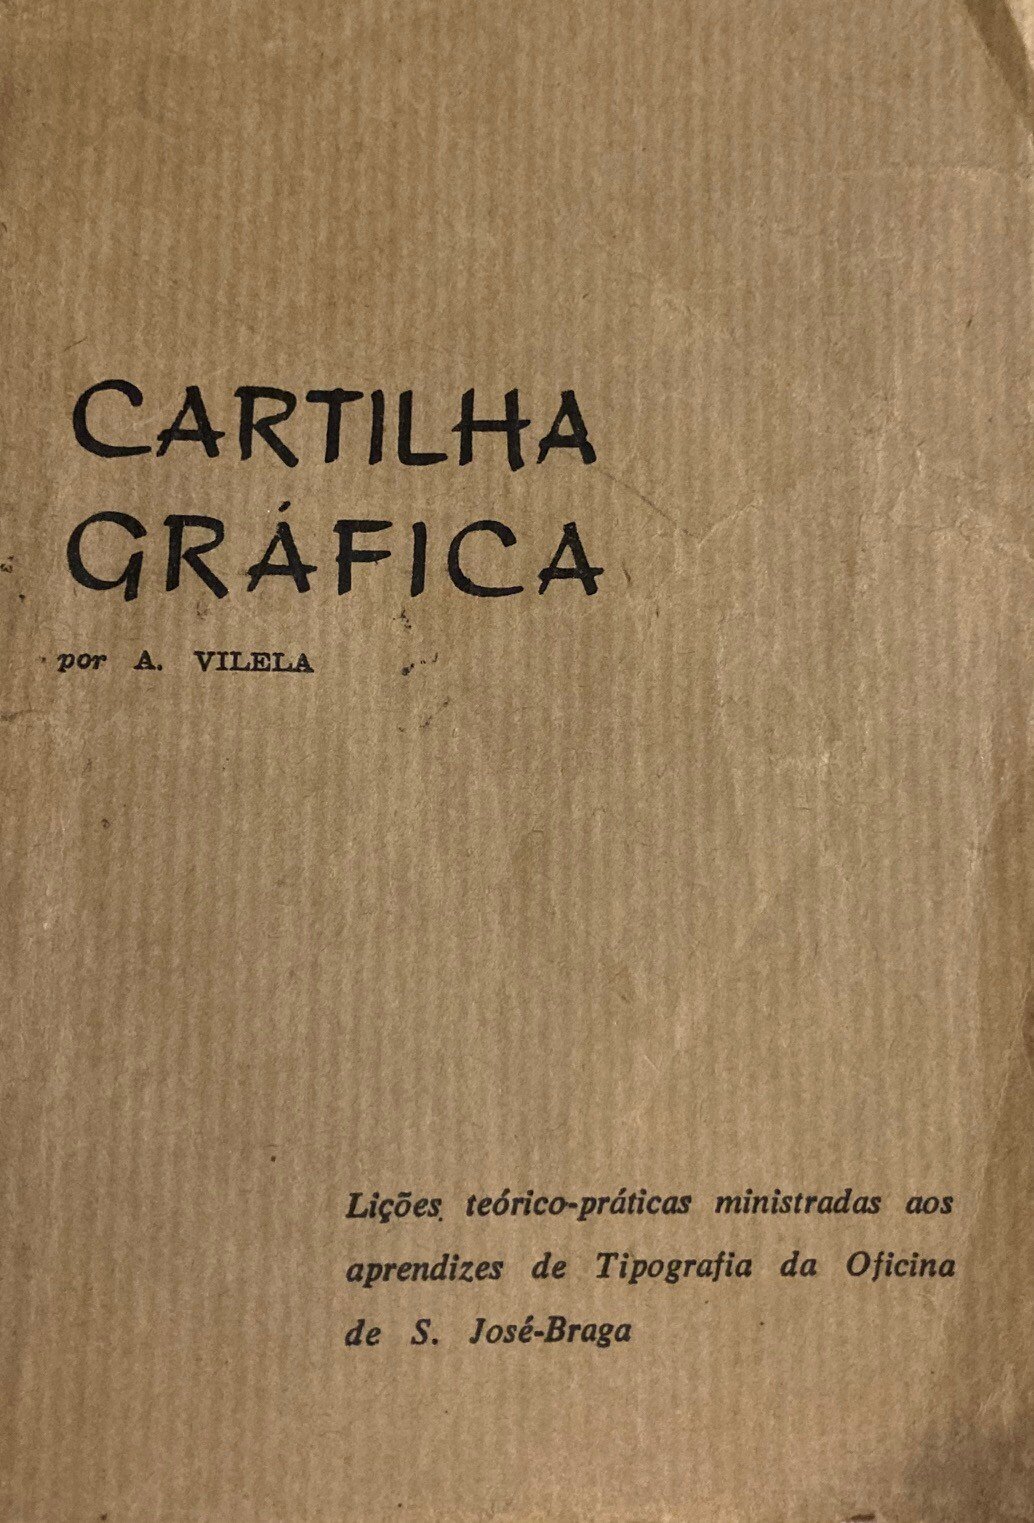 CARTILHA
GRÁFICA
por A. VILELA
Lições teórico-práticas ministradas aos
aprendizes de Tipografia da Oficina
de S. José-Braga